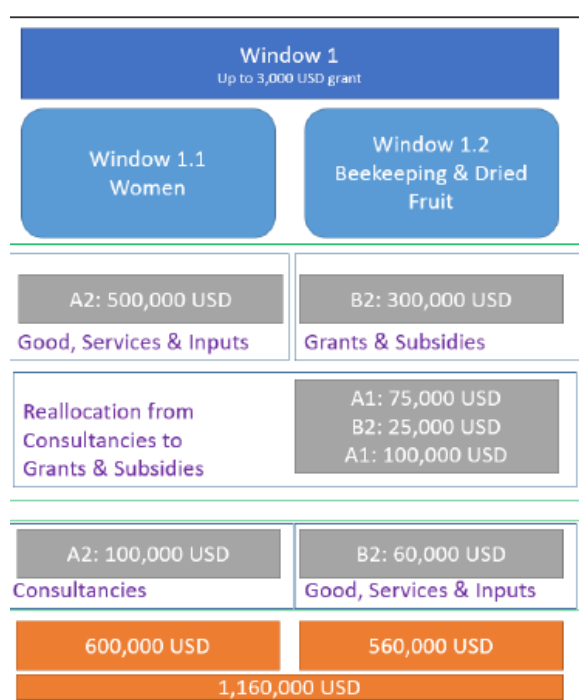 Window 1
Up to 3,000 USD grant
Window 1.1
Women
Window 1.2
Beekeeping & Dried
Fruit
A2: 500,000 USD
Good, Services & Inputs
B2: 300,000 USD
Grants & Subsidies
Reallocation from
Consultancies to
Grants & Subsidies
A1: 75,000 USD
B2: 25,000 USD
A1: 100,000 USD
A2: 100,000 USD
Consultancies
B2: 60,000 USD
Good, Services & Inputs
600,000 USD
560,000 USD
1,160,000 USD